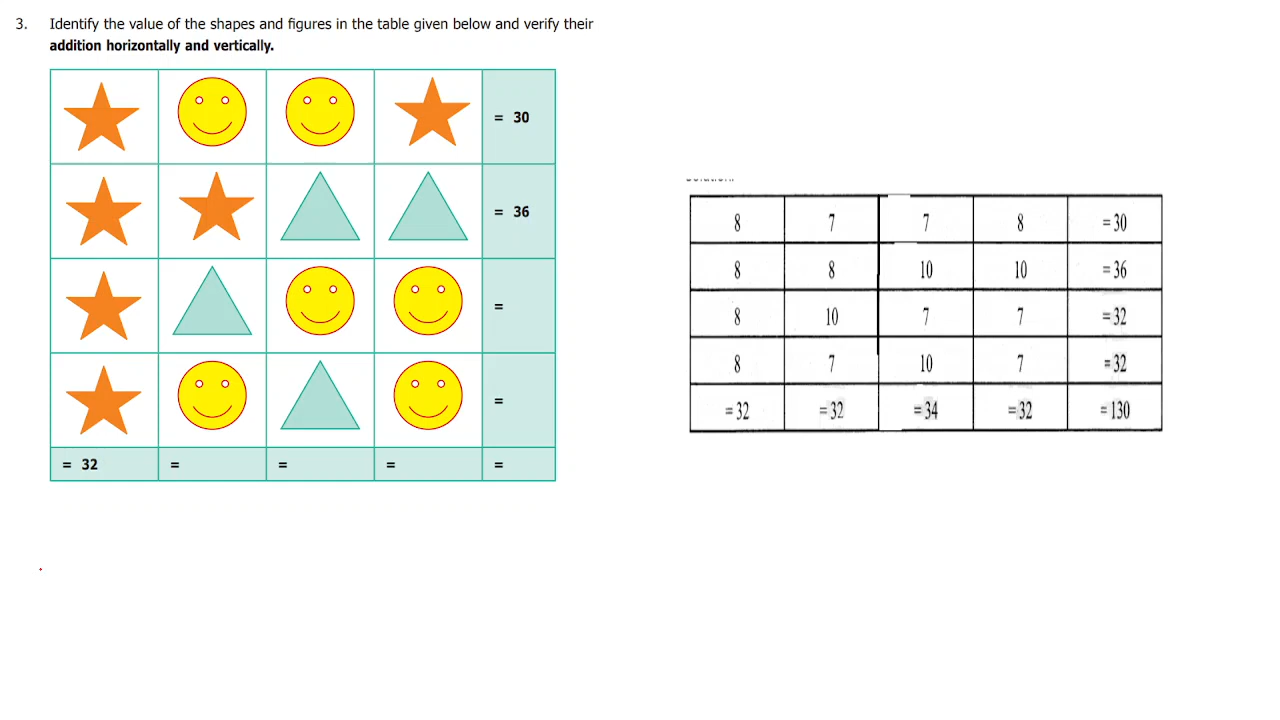 3. Identify the value of the shapes and figures in the table given below and verify their
addition horizontally and vertically.
= 30
= 36
=
=
= 32 = = = =
8 7 7 8 = 30
8 8 10 10 = 36
8 10 7 7 = 32
8 7 10 7 = 32
= 32 = 32 = 34 = 32 = 130